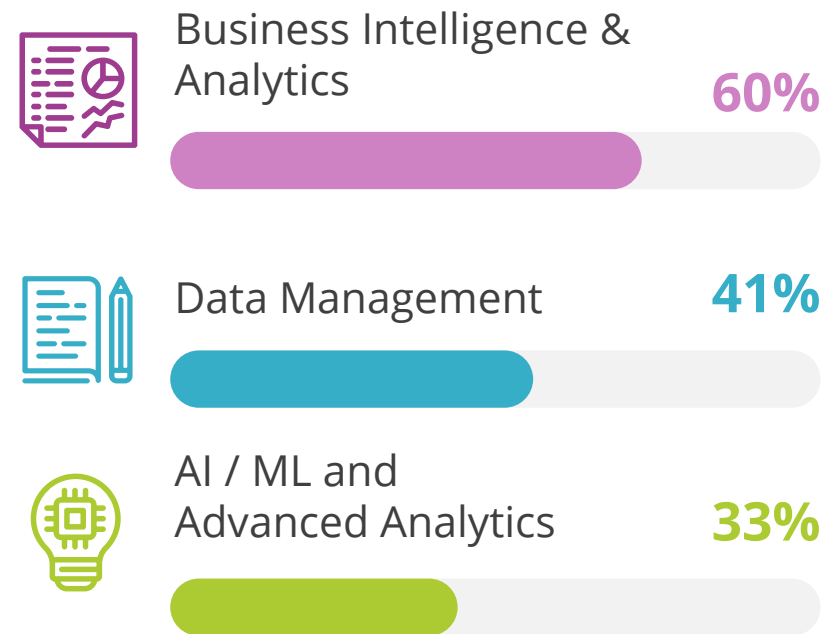 Business Intelligence &
Analytics
60%
Data Management
41%
AI / ML and
Advanced Analytics
33%